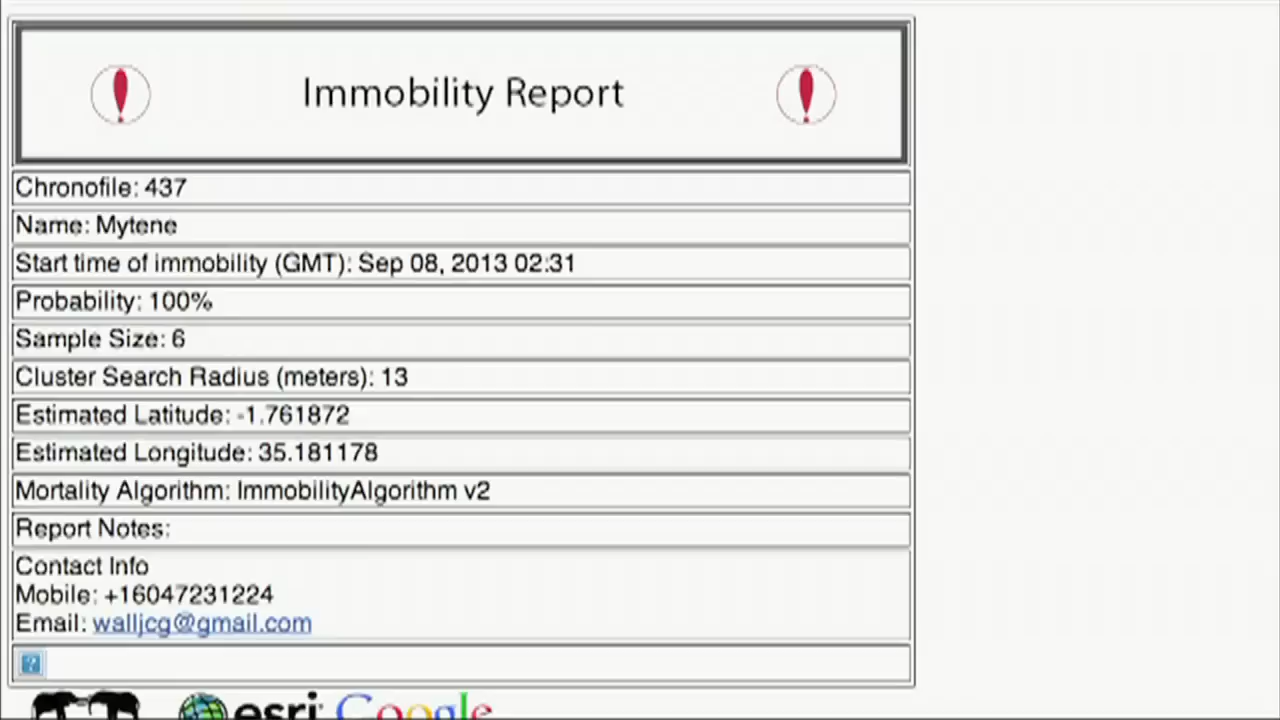 Immobility Report
Chronofile: 437
Name: Mytene
Start time of immobility (GMT): Sep 08, 2013 02:31
Probability: 100%
Sample Size: 6
Cluster Search Radius (meters): 13
Estimated Latitude: -1.761872
Estimated Longitude: 35.181178
Mortality Algorithm: ImmobilityAlgorithm v2
Report Notes:
Contact Info
Mobile: +16047231224
Email: walljcg@gmail.com
?
esri Google